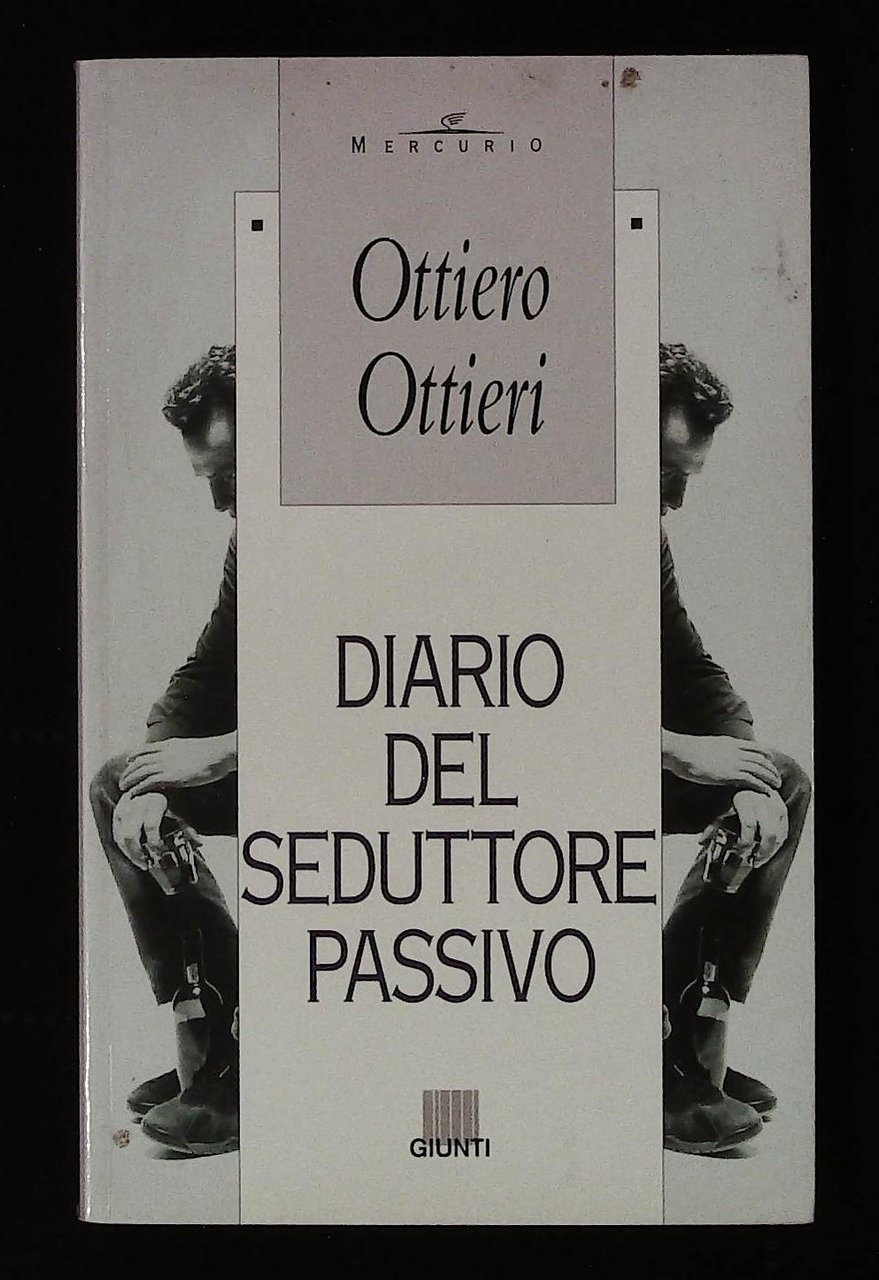 MERCURIO
Ottiero
Ottieri
DIARIO
DEL
SEDUTTORE
PASSIVO
GIUNTI